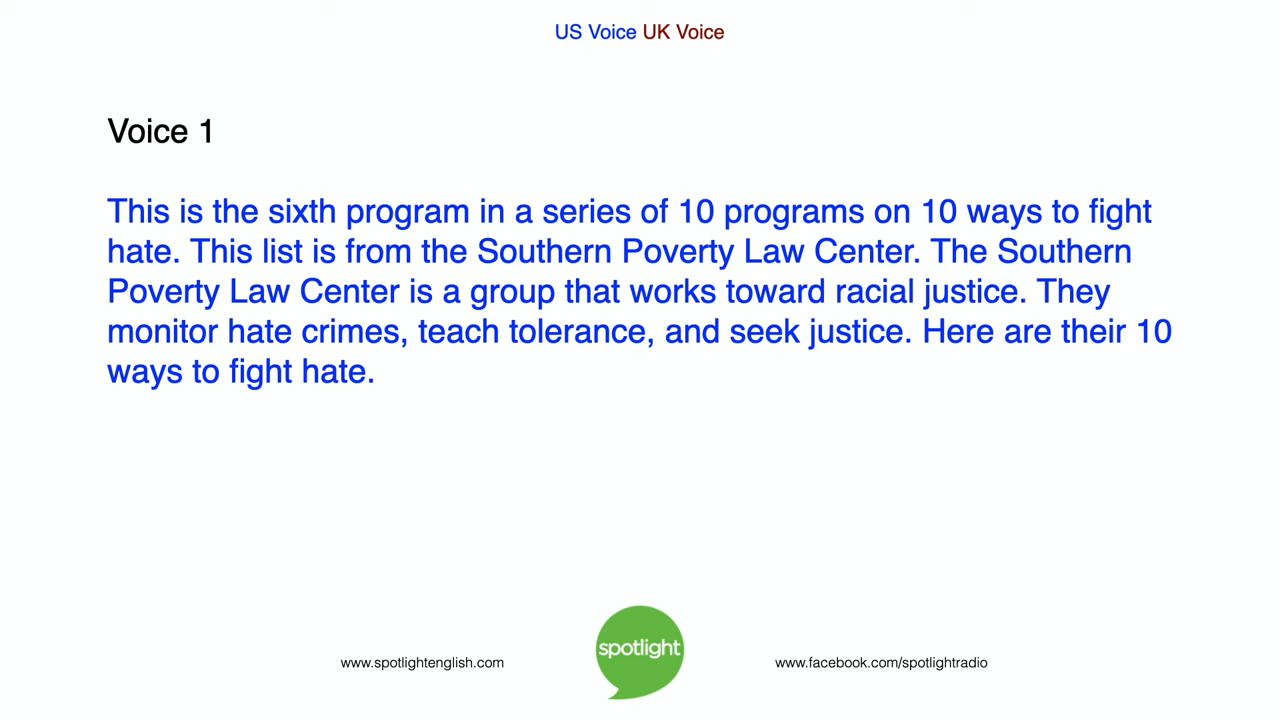 US Voice UK Voice
Voice 1
This is the sixth program in a series of 10 programs on 10 ways to fight
hate. This list is from the Southern Poverty Law Center. The Southern
Poverty Law Center is a group that works toward racial justice. They
monitor hate crimes, teach tolerance, and seek justice. Here are their 10
ways to fight hate.
spotlight
www.spotlightenglish.com
www.facebook.com/spotlightradio